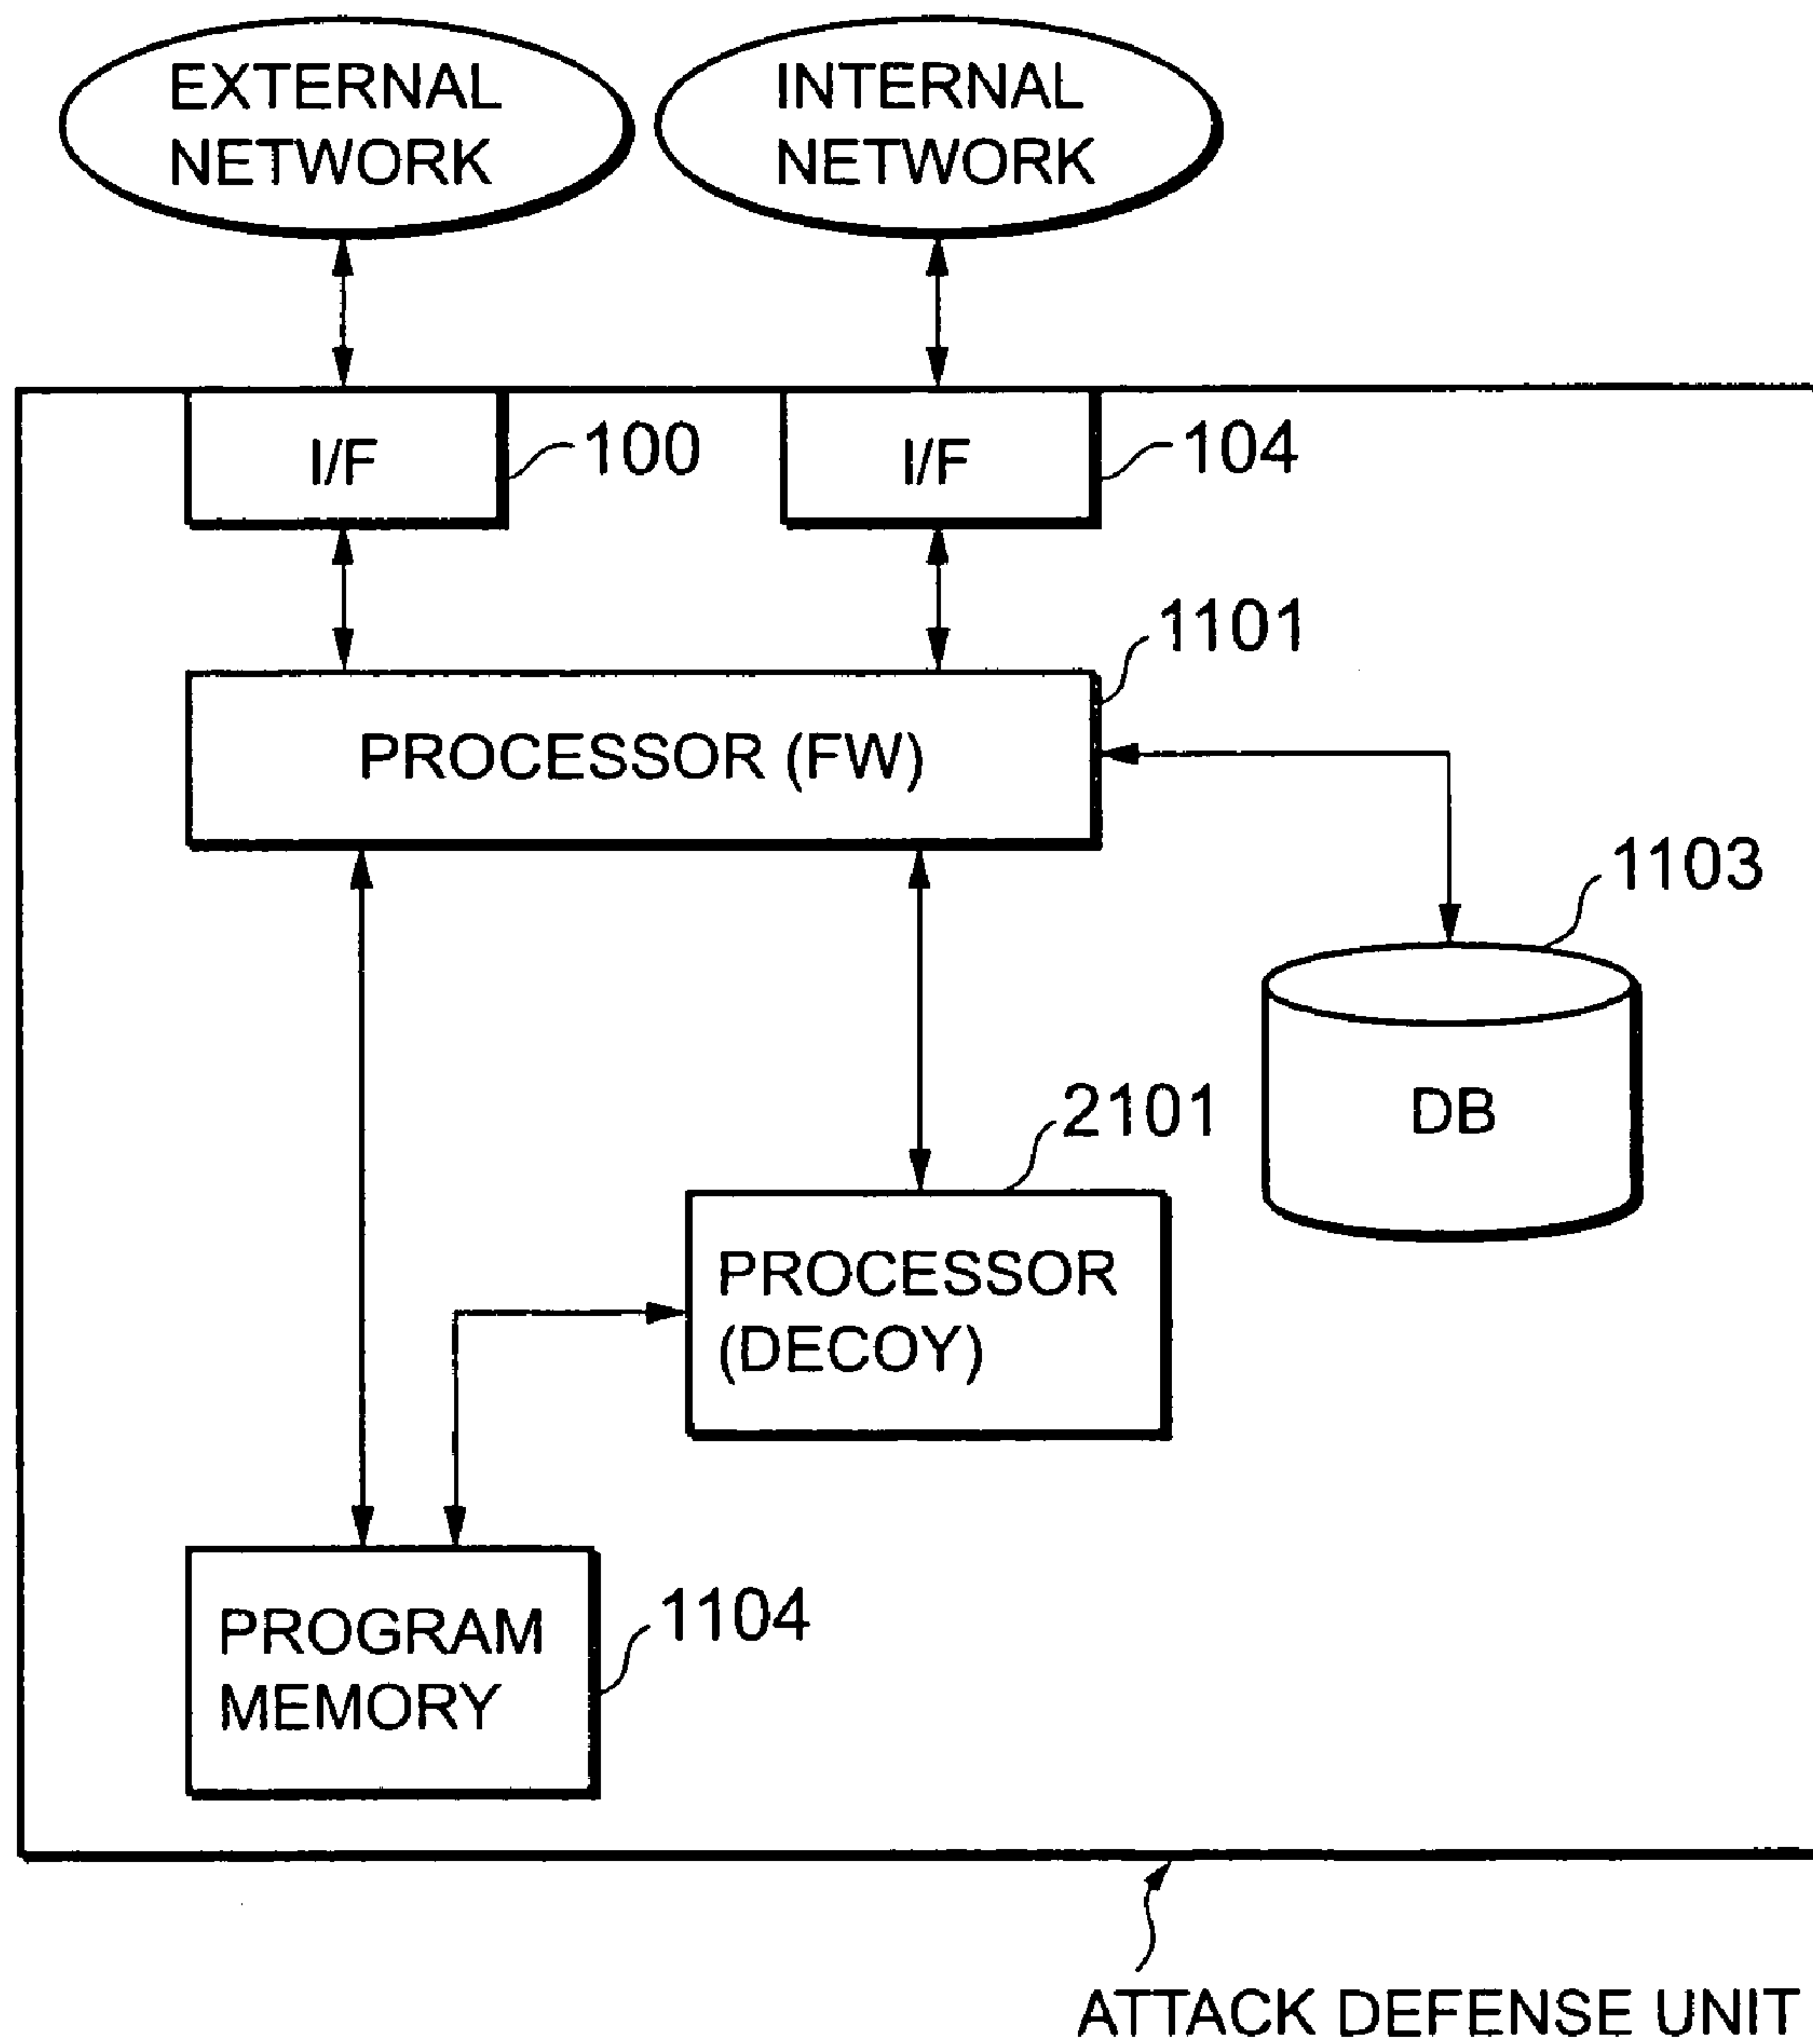 EXTERNAL
NETWORK
INTERNAL
NETWORK
I/F
100
I/F
104
1101
PROCESSOR (FW)
1103
DB
2101
PROCESSOR
(DECOY)
PROGRAM
MEMORY
1104
ATTACK DEFENSE UNIT